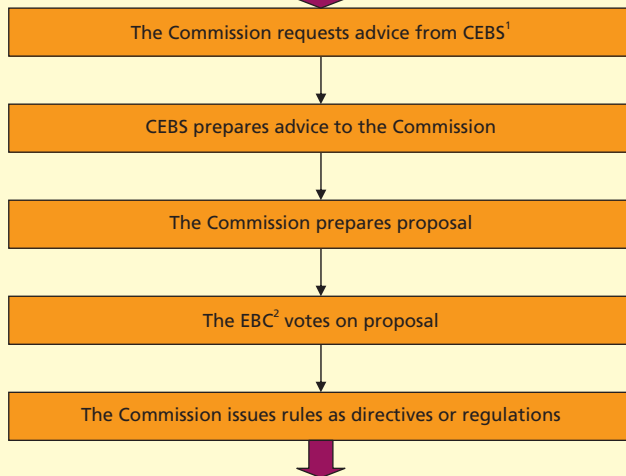 The Commission requests advice from CEBS¹
CEBS prepares advice to the Commission
The Commission prepares proposal
The EBC² votes on proposal
The Commission issues rules as directives or regulations